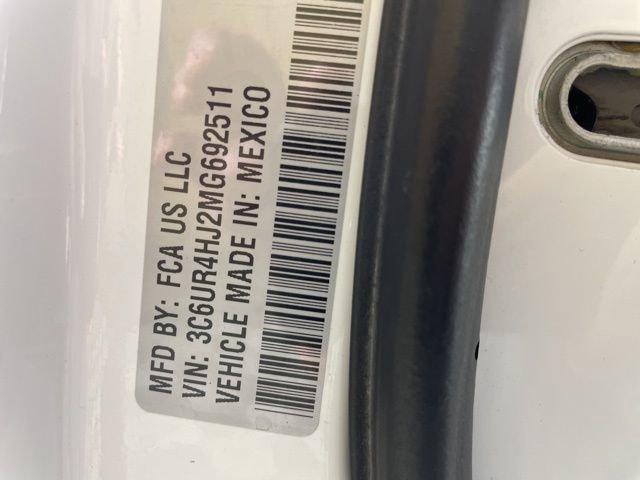 MFD BY: FCA US LLC
VIN: 3C6UR4HJ2MG692511
VEHICLE MADE IN: MEXICO